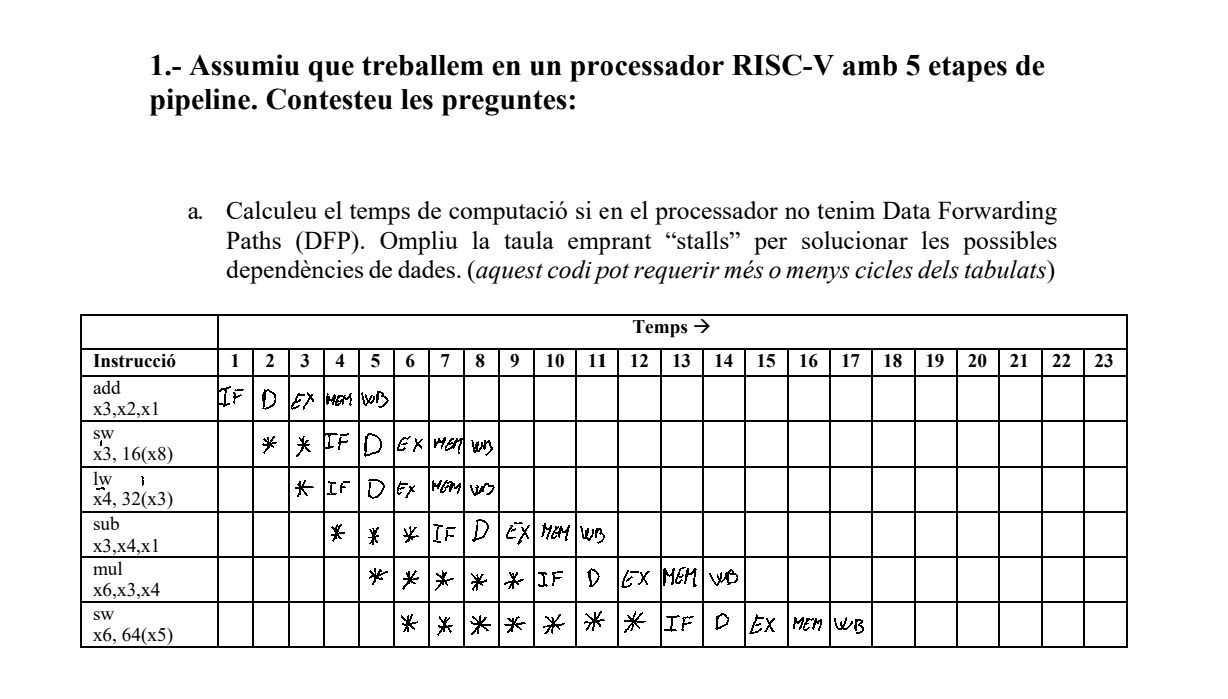 1.- Assumiu que treballem en un processador RISC-V amb 5 etapes de
pipeline. Contesteu les preguntes:
a. Calculeu el temps de computació si en el processador no tenim Data Forwarding
Paths (DFP). Ompliu la taula emprant “stalls” per solucionar les possibles
dependències de dades. (aquest codi pot requerir més o menys cicles dels tabulats)
Temps →
Instrucció 1 2 3 4 5 6 7 8 9 10 11 12 13 14 15 16 17 18 19 20 21 22 23
add
x3,x2,x1
IF D EX MEM WB
sw
x3, 16(x8)
* * IF D EX MEM WB
lw
x4, 32(x3)
* IF D EX MEM WB
sub
x3,x4,x1
* * * IF D EX MEM WB
mul
x6,x3,x4
* * * * * IF D EX MEM WB
sw
x6, 64(x5)
* * * * * * * IF D EX MEM WB